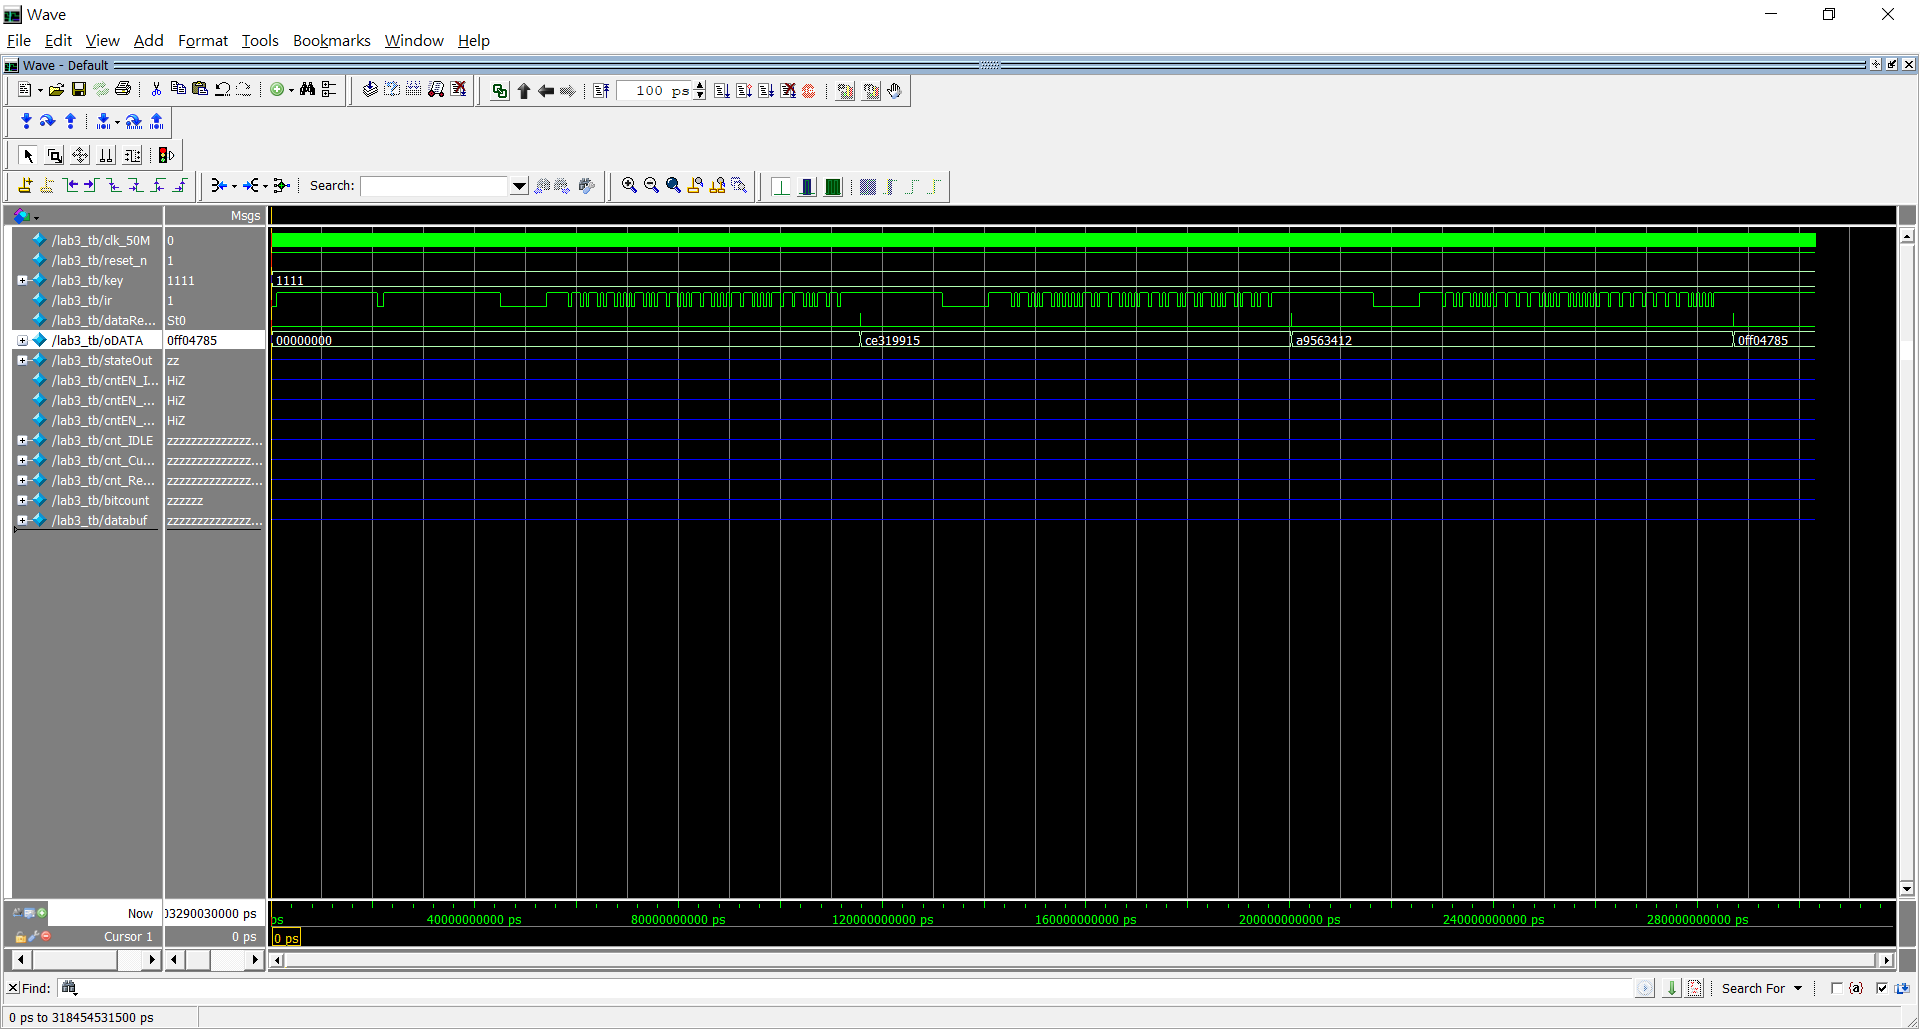 Wave
File Edit View Add Format Tools Bookmarks Window Help
Wave - Default
100 ps
Search:
Msgs
/lab3_tb/clk_50M 0
/lab3_tb/reset_n 1
/lab3_tb/key 1111 1111
/lab3_tb/ir 1
/lab3_tb/dataRe... St0
/lab3_tb/oDATA 0ff04785 00000000 ce319915 a9563412 0ff04785
/lab3_tb/stateOut zz
/lab3_tb/cntEN_I... HiZ
/lab3_tb/cntEN_... HiZ
/lab3_tb/cntEN_... HiZ
/lab3_tb/cnt_IDLE zzzzzzzzzzzzzz...
/lab3_tb/cnt_Cu... zzzzzzzzzzzzzz...
/lab3_tb/cnt_Re... zzzzzzzzzzzzzz...
/lab3_tb/bitcount zzzzzz
/lab3_tb/databuf zzzzzzzzzzzzzz...
Now 03290030000 ps ps 40000000000 ps 80000000000 ps 120000000000 ps 160000000000 ps 200000000000 ps 240000000000 ps 280000000000 ps
Cursor 1 0 ps 0 ps
Find: Search For {a}
0 ps to 318454531500 ps